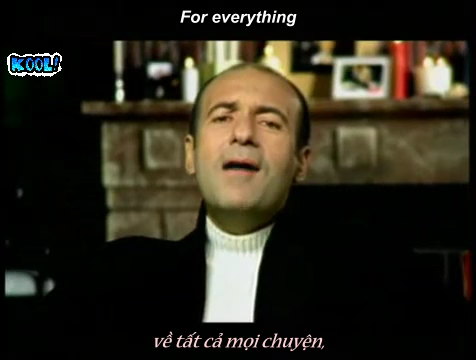 For everything
KOOL!
về tất cả mọi chuyện,